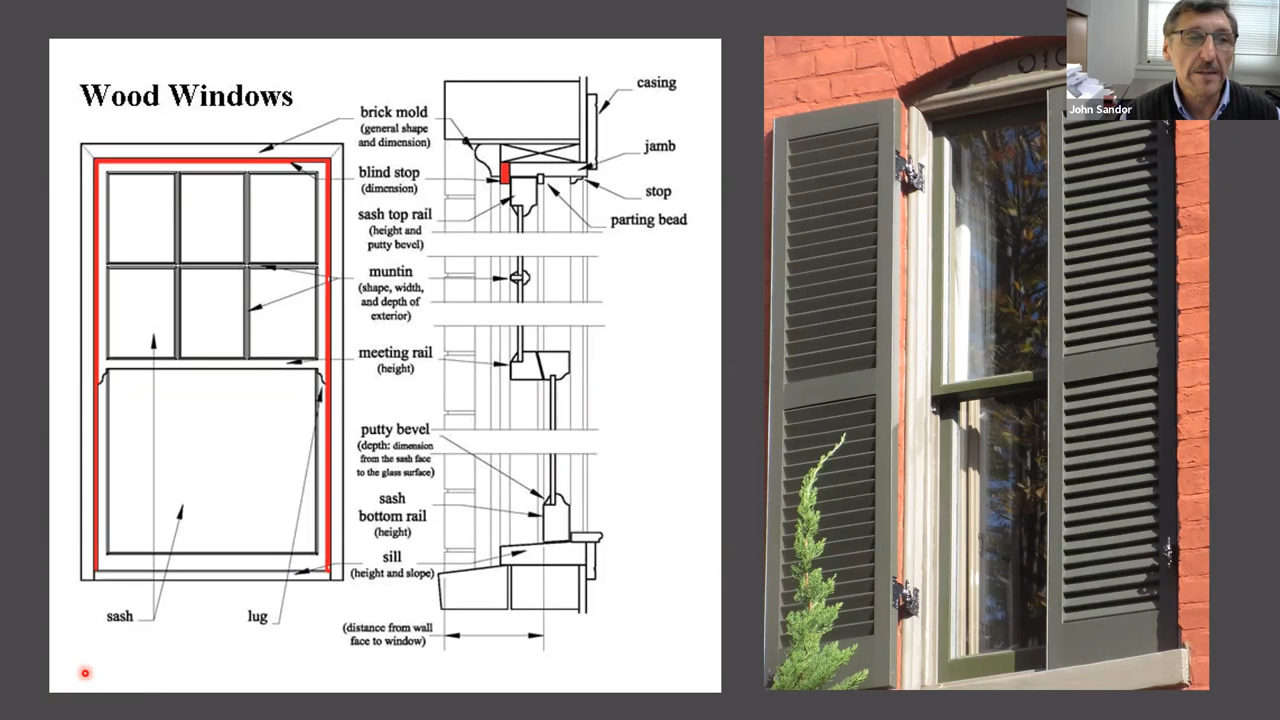 Wood Windows
brick mold
(general shape
and dimension)
blind stop
(dimension)
sash top rail
(height and
putty bevel)
muntin
(shape, width,
and depth of
exterior)
meeting rail
(height)
putty bevel
(depth: dimension
from the sash face
to the glass surface)
sash
bottom rail
(height)
sill
(height and slope)
(distance from wall
face to window)
sash
lug
casing
jamb
stop
parting bead
John Sandor